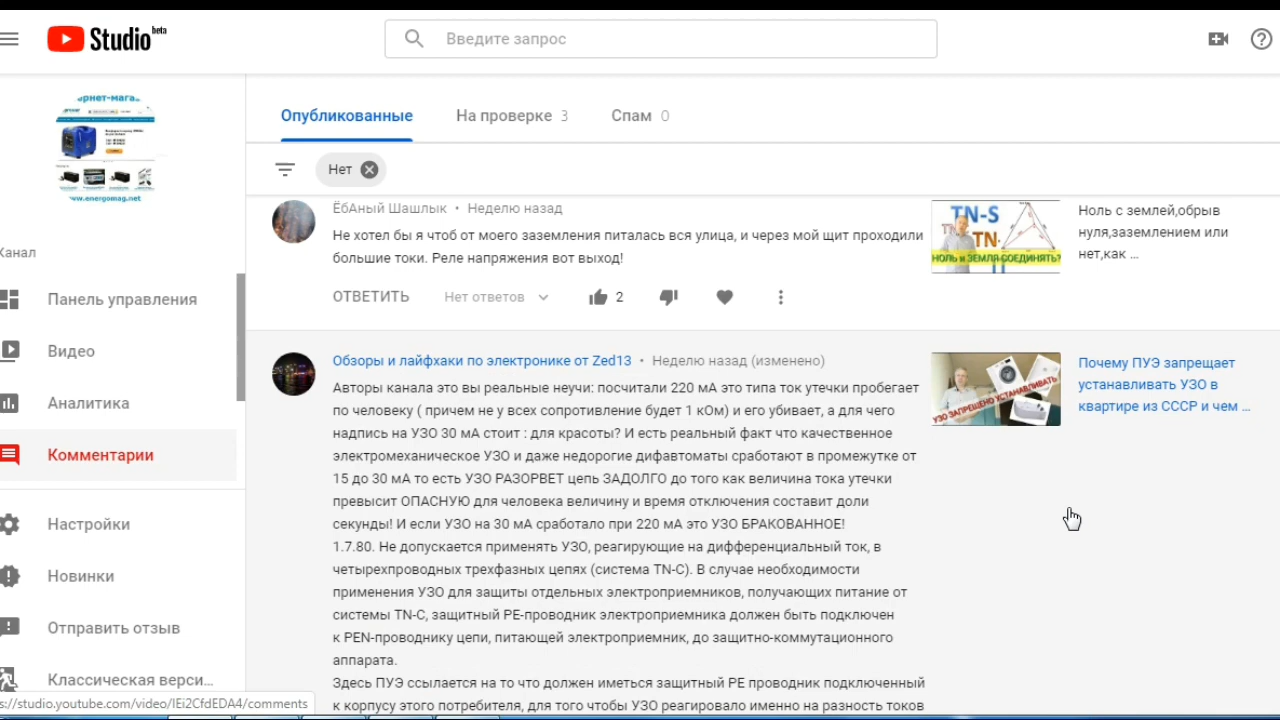 Studio beta
Введите запрос
рнет-мага
www.energomag.net
Канал
Панель управления
Видео
Аналитика
Комментарии
Настройки
Новинки
Отправить отзыв
Классическая верси...
s://studio.youtube.com/video/IEi2CfdEDA4/comments
Опубликованные
На проверке 3
Спам 0
Нет
ЁбАный Шашлык • Неделю назад
Не хотел бы я чтоб от моего заземления питалась вся улица, и через мой щит проходили
большие токи. Реле напряжения вот выход!
ОТВЕТИТЬ
Нет ответов
2
TN-S
TN-
НОЛЬ и ЗЕМЛЯ СОЕДИНЯТЬ?
Ноль с землей,обрыв
нуля,заземлением или
нет,как ...
Обзоры и лайфхаки по электронике от Zed13 • Неделю назад (изменено)
Авторы канала это вы реальные неучи: посчитали 220 мА это типа ток утечки пробегает
по человеку ( причем не у всех сопротивление будет 1 кОм) и его убивает, а для чего
надпись на УЗО 30 мА стоит : для красоты? И есть реальный факт что качественное
электромеханическое УЗО и даже недорогие дифавтоматы сработают в промежутке от
15 до 30 мА то есть УЗО РАЗОРВЕТ цепь ЗАДОЛГО до того как величина тока утечки
превысит ОПАСНУЮ для человека величину и время отключения составит доли
секунды! И если УЗО на 30 мА сработало при 220 мА это УЗО БРАКОВАННОЕ!
1.7.80. Не допускается применять УЗО, реагирующие на дифференциальный ток, в
четырехпроводных трехфазных цепях (система TN-C). В случае необходимости
применения УЗО для защиты отдельных электроприемников, получающих питание от
системы TN-C, защитный РЕ-проводник электроприемника должен быть подключен
к PEN-проводнику цепи, питающей электроприемник, до защитно-коммутационного
аппарата.
Здесь ПУЭ ссылается на то что должен иметься защитный РЕ проводник подключенный
к корпусу этого потребителя, для того чтобы УЗО реагировало именно на разность токов
УЗО ЗАПРЕЩЕНО УСТАНАВЛИВАТЬ
Почему ПУЭ запрещает
устанавливать УЗО в
квартире из СССР и чем ...